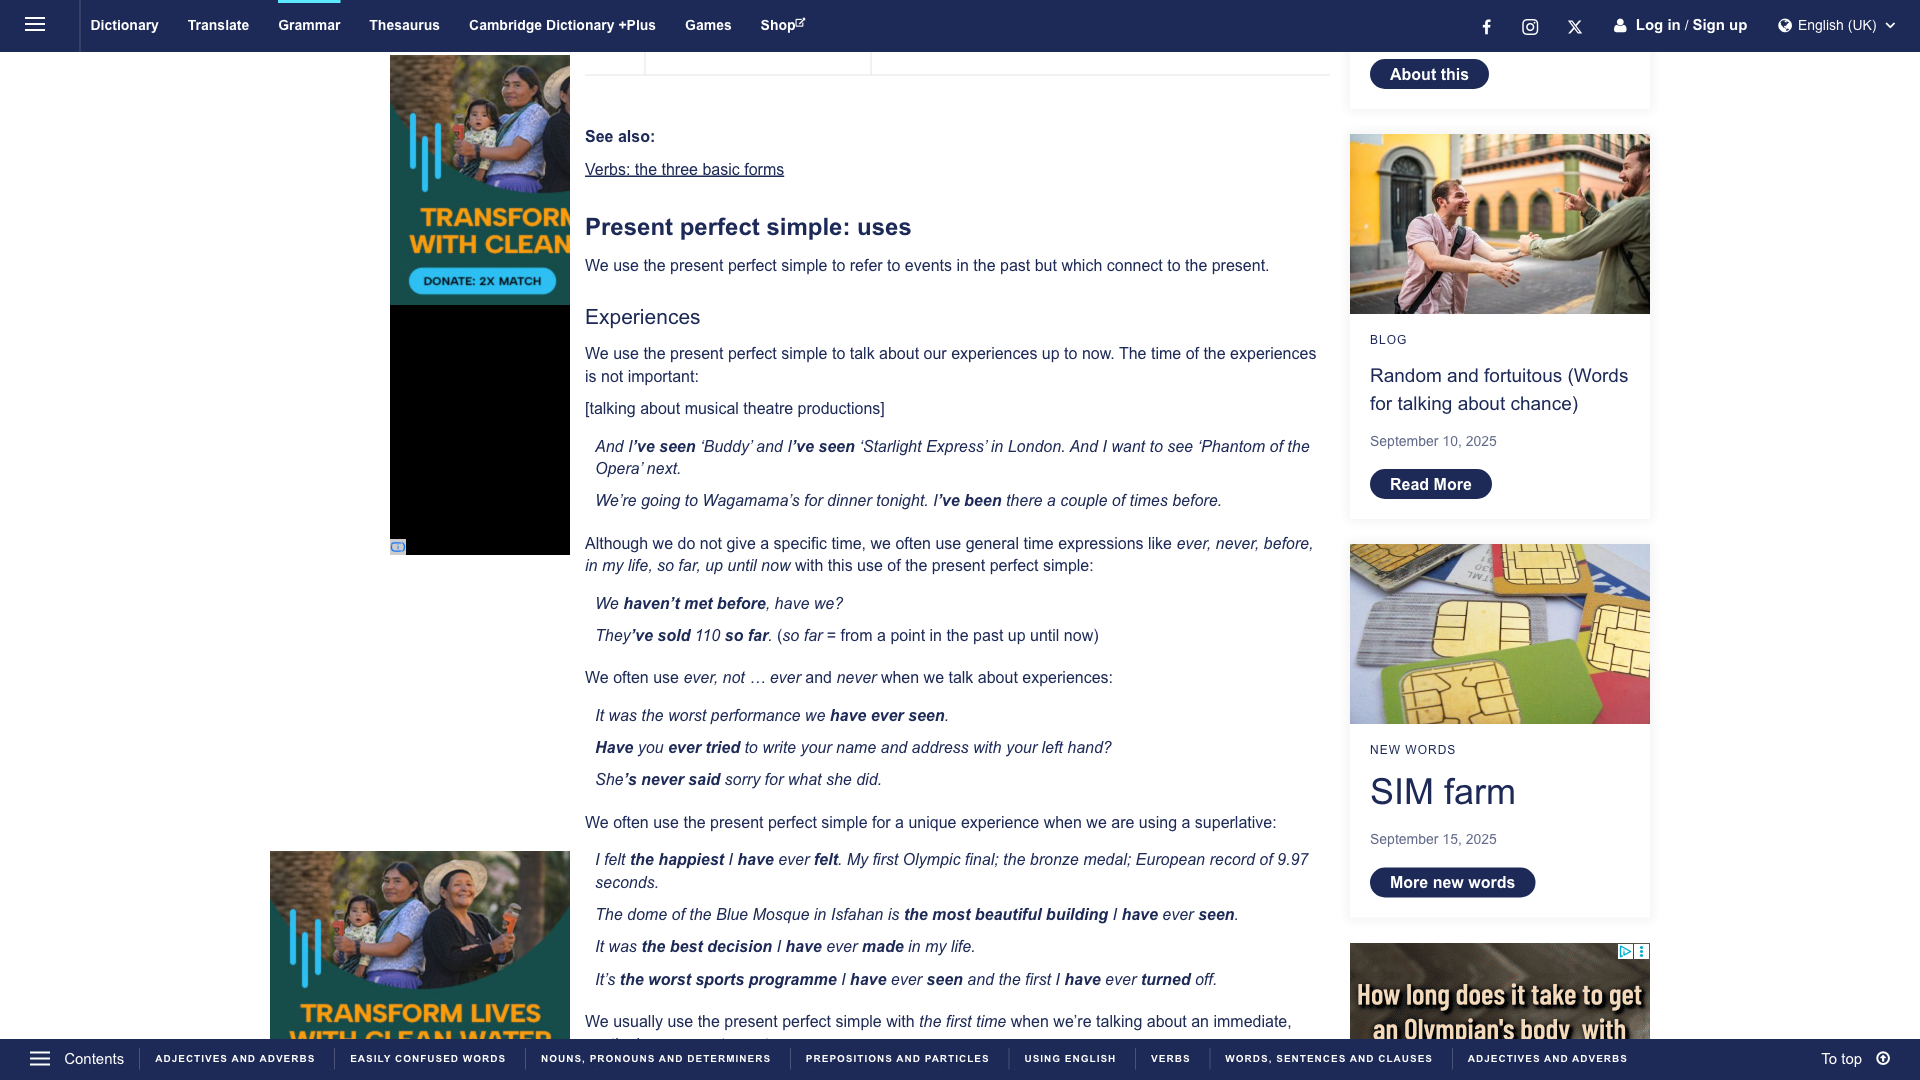 Dictionary Translate Grammar Thesaurus Cambridge Dictionary +Plus Games Shop
Log in / Sign up English (UK)
TRANSFORM
WITH CLEAN
DONATE: 2X MATCH
See also:
Verbs: the three basic forms
Present perfect simple: uses
We use the present perfect simple to refer to events in the past but which connect to the present.
Experiences
We use the present perfect simple to talk about our experiences up to now. The time of the experiences
is not important:
[talking about musical theatre productions]
And I’ve seen ‘Buddy’ and I’ve seen ‘Starlight Express’ in London. And I want to see ‘Phantom of the
Opera’ next.
We’re going to Wagamama’s for dinner tonight. I’ve been there a couple of times before.
Although we do not give a specific time, we often use general time expressions like ever, never, before,
in my life, so far, up until now with this use of the present perfect simple:
We haven’t met before, have we?
They’ve sold 110 so far. (so far = from a point in the past up until now)
We often use ever, not … ever and never when we talk about experiences:
It was the worst performance we have ever seen.
Have you ever tried to write your name and address with your left hand?
She’s never said sorry for what she did.
We often use the present perfect simple for a unique experience when we are using a superlative:
I felt the happiest I have ever felt. My first Olympic final; the bronze medal; European record of 9.97
seconds.
The dome of the Blue Mosque in Isfahan is the most beautiful building I have ever seen.
It was the best decision I have ever made in my life.
It’s the worst sports programme I have ever seen and the first I have ever turned off.
We usually use the present perfect simple with the first time when we’re talking about an immediate,
TRANSFORM LIVES
WITH CLEAN WATER
About this
BLOG
Random and fortuitous (Words
for talking about chance)
September 10, 2025
Read More
NEW WORDS
SIM farm
September 15, 2025
More new words
How long does it take to get
an Olympian's body, with
Contents ADJECTIVES AND ADVERBS EASILY CONFUSED WORDS NOUNS, PRONOUNS AND DETERMINERS PREPOSITIONS AND PARTICLES USING ENGLISH VERBS WORDS, SENTENCES AND CLAUSES ADJECTIVES AND ADVERBS To top